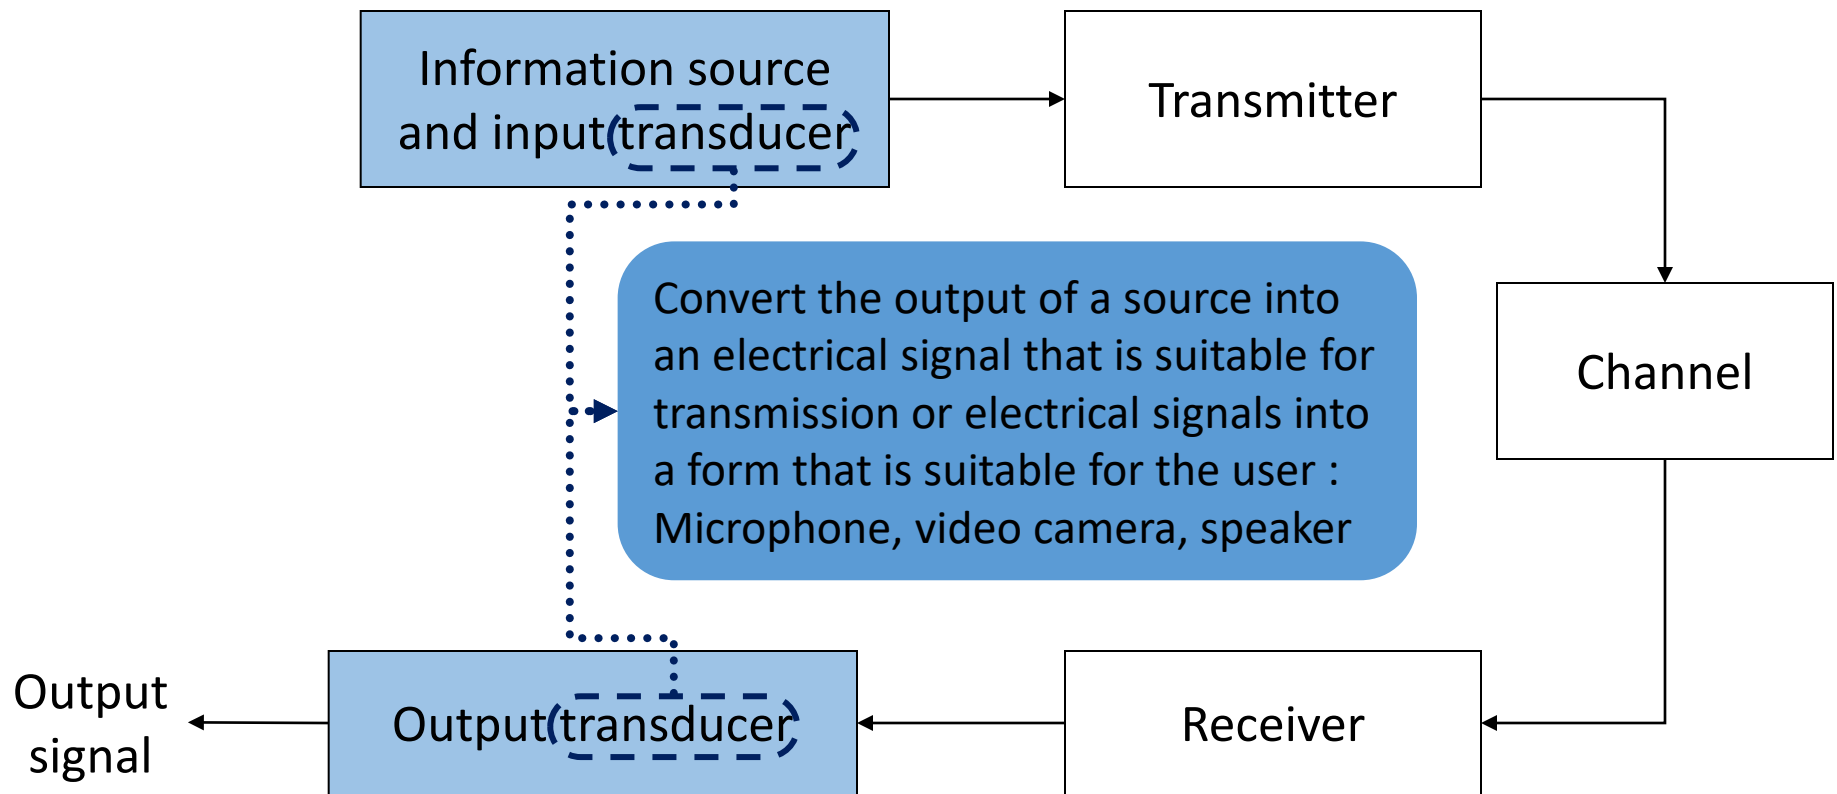 Information source
and input transducer
Transmitter
Convert the output of a source into
an electrical signal that is suitable for
transmission or electrical signals into
a form that is suitable for the user :
Microphone, video camera, speaker
Channel
Output
signal
Output transducer
Receiver